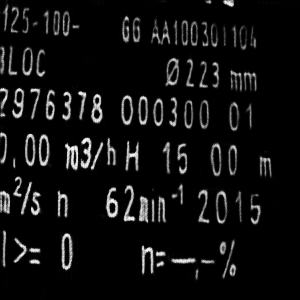 125-100- GG AA100301104
BLOC Ø223 mm
2976378 000300 01
0,00 m3/h H 15 00 m
m²/s n 62min⁻¹ 2015
l >= 0 n=—,–%